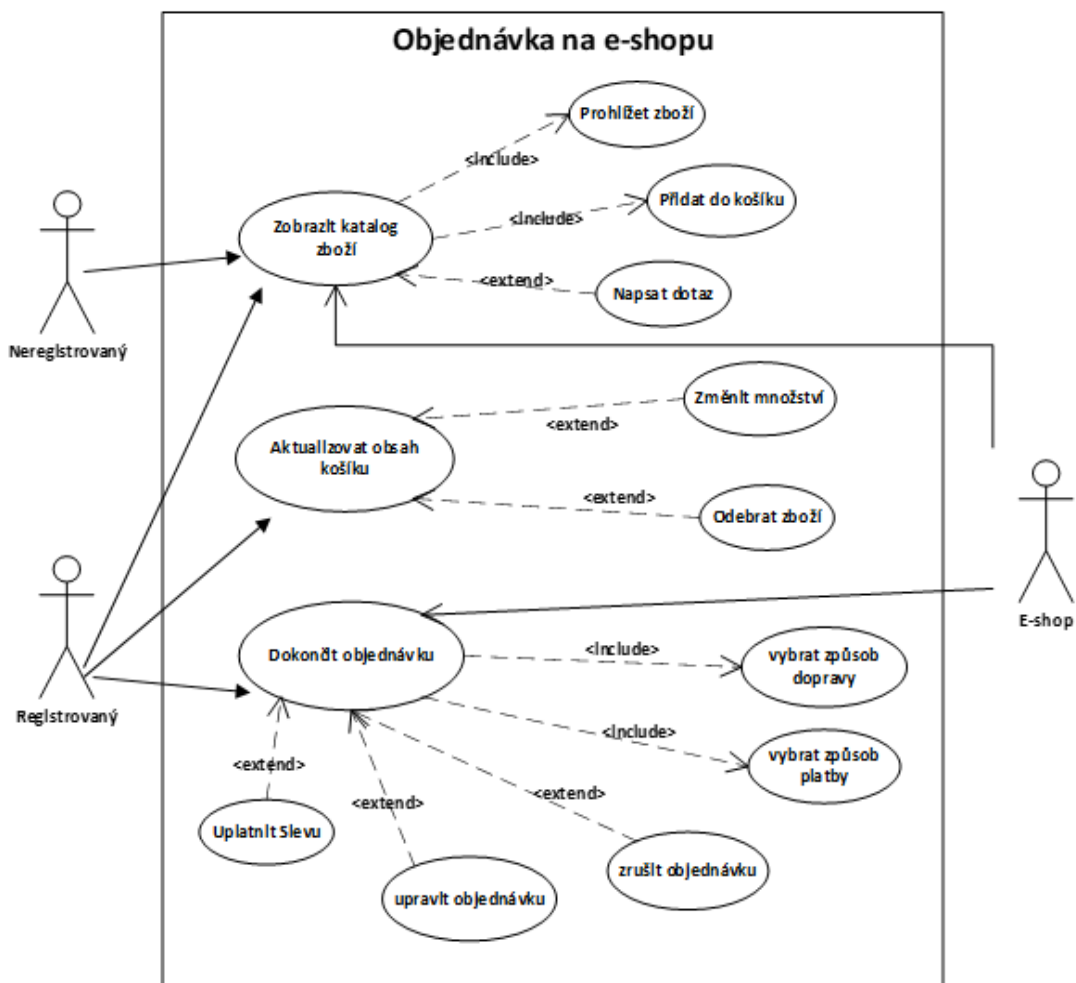 Objednávka na e-shopu
Prohlížet zboží
<Include>
Přidat do košíku
Zobrazit katalog
zboží
<Include>
<extend>
Napsat dotaz
Neregistrovaný
Změnit množství
<extend>
Aktualizovat obsah
košíku
<extend>
Odebrat zboží
E-shop
Dokončit objednávku
<Include>
vybrat způsob
dopravy
Registrovaný
<Include>
vybrat způsob
platby
<extend>
<extend>
<extend>
Uplatnit Slevu
zrušit objednávku
upravit objednávku